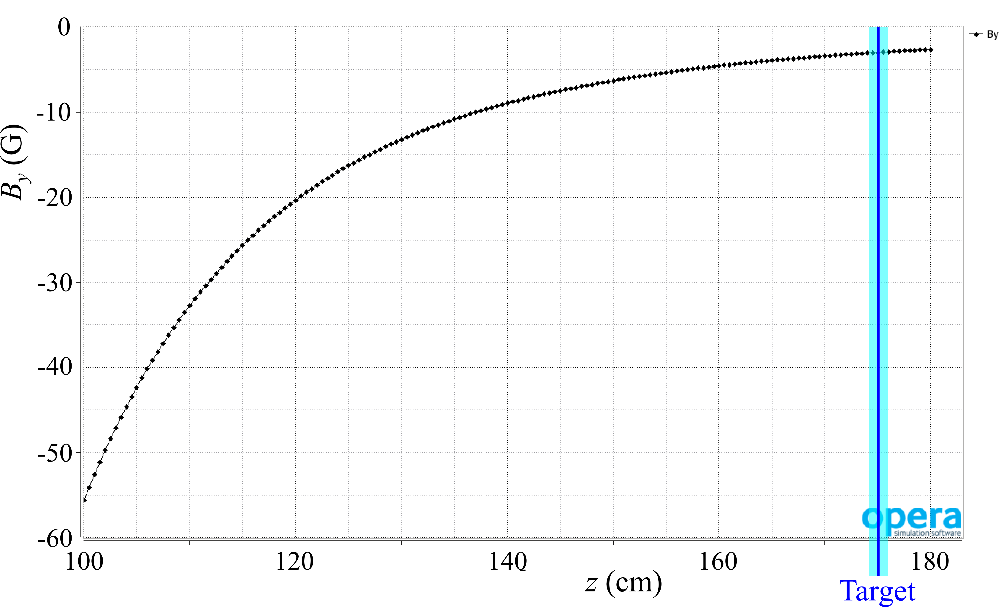 0
By
-10
-20
-30
-40
-50
-60
By (G)
opera
simulation software
100 120 140 160 180
z (cm)
Target